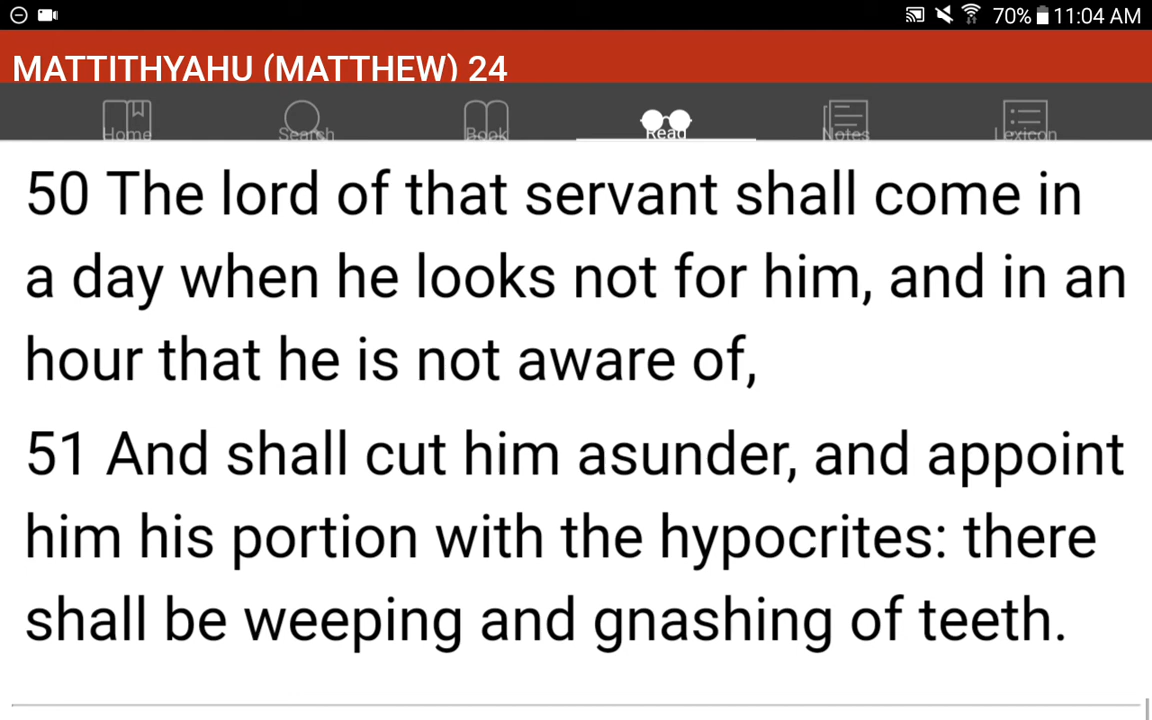 70% 11:04 AM
MATTITHYAHU (MATTHEW) 24
Home Search Book Read Notes Lexicon
50 The lord of that servant shall come in
a day when he looks not for him, and in an
hour that he is not aware of,
51 And shall cut him asunder, and appoint
him his portion with the hypocrites: there
shall be weeping and gnashing of teeth.